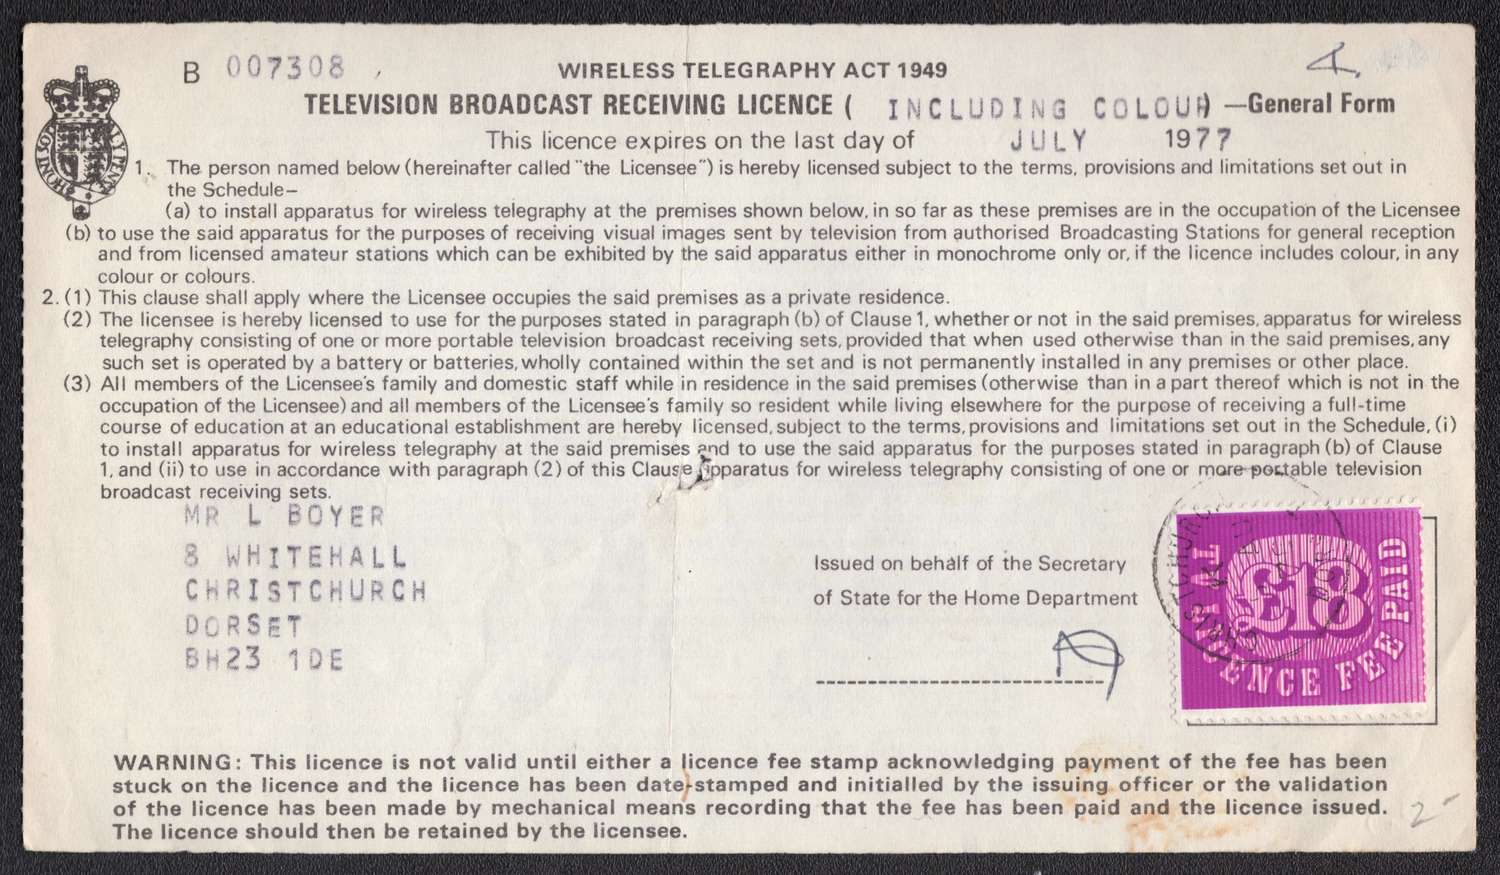 B 007308
WIRELESS TELEGRAPHY ACT 1949
TELEVISION BROADCAST RECEIVING LICENCE ( INCLUDING COLOUR) —General Form
This licence expires on the last day of JULY 1977
1. The person named below (hereinafter called "the Licensee") is hereby licensed subject to the terms, provisions and limitations set out in
the Schedule—
(a) to install apparatus for wireless telegraphy at the premises shown below, in so far as these premises are in the occupation of the Licensee
(b) to use the said apparatus for the purposes of receiving visual images sent by television from authorised Broadcasting Stations for general reception
and from licensed amateur stations which can be exhibited by the said apparatus either in monochrome only or, if the licence includes colour, in any
colour or colours.
2. (1) This clause shall apply where the Licensee occupies the said premises as a private residence.
(2) The licensee is hereby licensed to use for the purposes stated in paragraph (b) of Clause 1, whether or not in the said premises, apparatus for wireless
telegraphy consisting of one or more portable television broadcast receiving sets, provided that when used otherwise than in the said premises, any
such set is operated by a battery or batteries, wholly contained within the set and is not permanently installed in any premises or other place.
(3) All members of the Licensee's family and domestic staff while in residence in the said premises (otherwise than in a part thereof which is not in the
occupation of the Licensee) and all members of the Licensee's family so resident while living elsewhere for the purpose of receiving a full-time
course of education at an educational establishment are hereby licensed, subject to the terms, provisions and limitations set out in the Schedule, (i)
to install apparatus for wireless telegraphy at the said premises and to use the said apparatus for the purposes stated in paragraph (b) of Clause
1, and (ii) to use in accordance with paragraph (2) of this Clause apparatus for wireless telegraphy consisting of one or more portable television
broadcast receiving sets.
MR L BOYER
8 WHITEHALL
CHRISTCHURCH
DORSET
BH23 1DE
Issued on behalf of the Secretary
of State for the Home Department
TV
£18
LICENCE FEE PAID
CHRISTCHURCH
WARNING: This licence is not valid until either a licence fee stamp acknowledging payment of the fee has been
stuck on the licence and the licence has been date-stamped and initialled by the issuing officer or the validation
of the licence has been made by mechanical means recording that the fee has been paid and the licence issued.
The licence should then be retained by the licensee.
2-